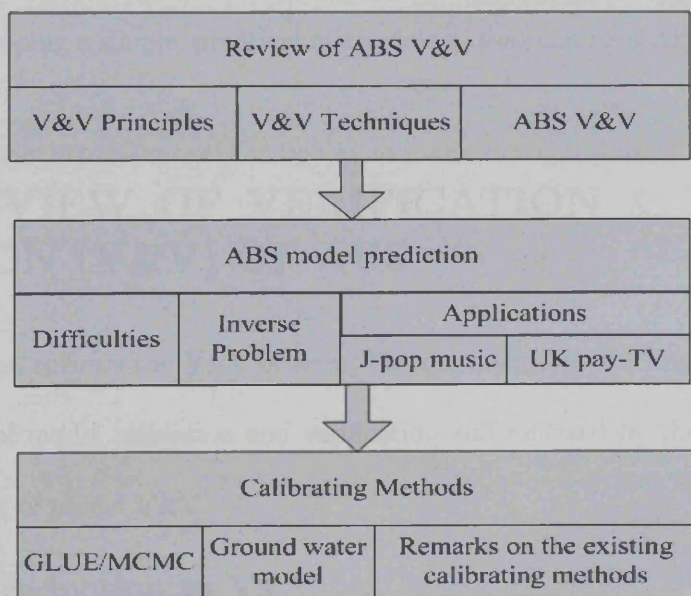 Review of ABS V&V
V&V Principles
V&V Techniques
ABS V&V
ABS model prediction
Difficulties
Inverse
Problem
Applications
J-pop music
UK pay-TV
Calibrating Methods
GLUE/MCMC
Ground water
model
Remarks on the existing
calibrating methods